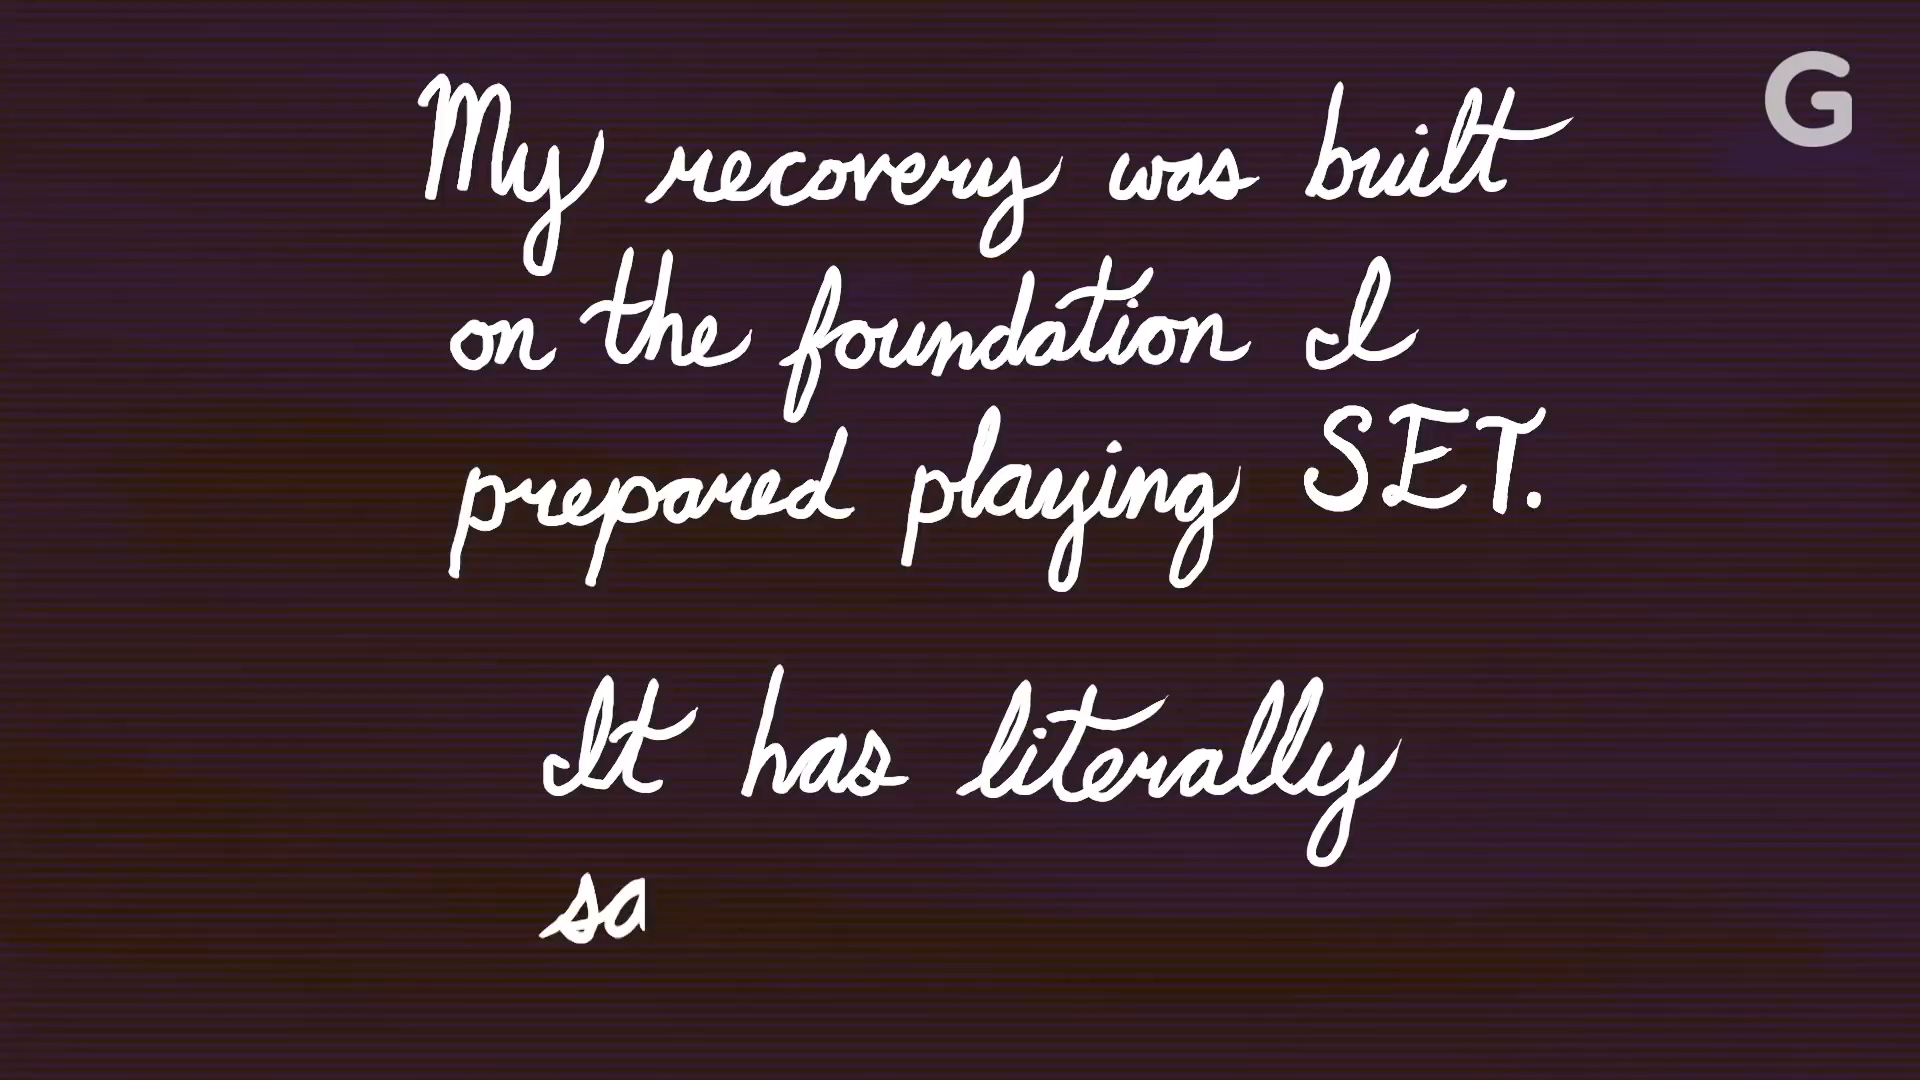 G
My recovery was built
on the foundation I
prepared playing SET.
It has literally
sa